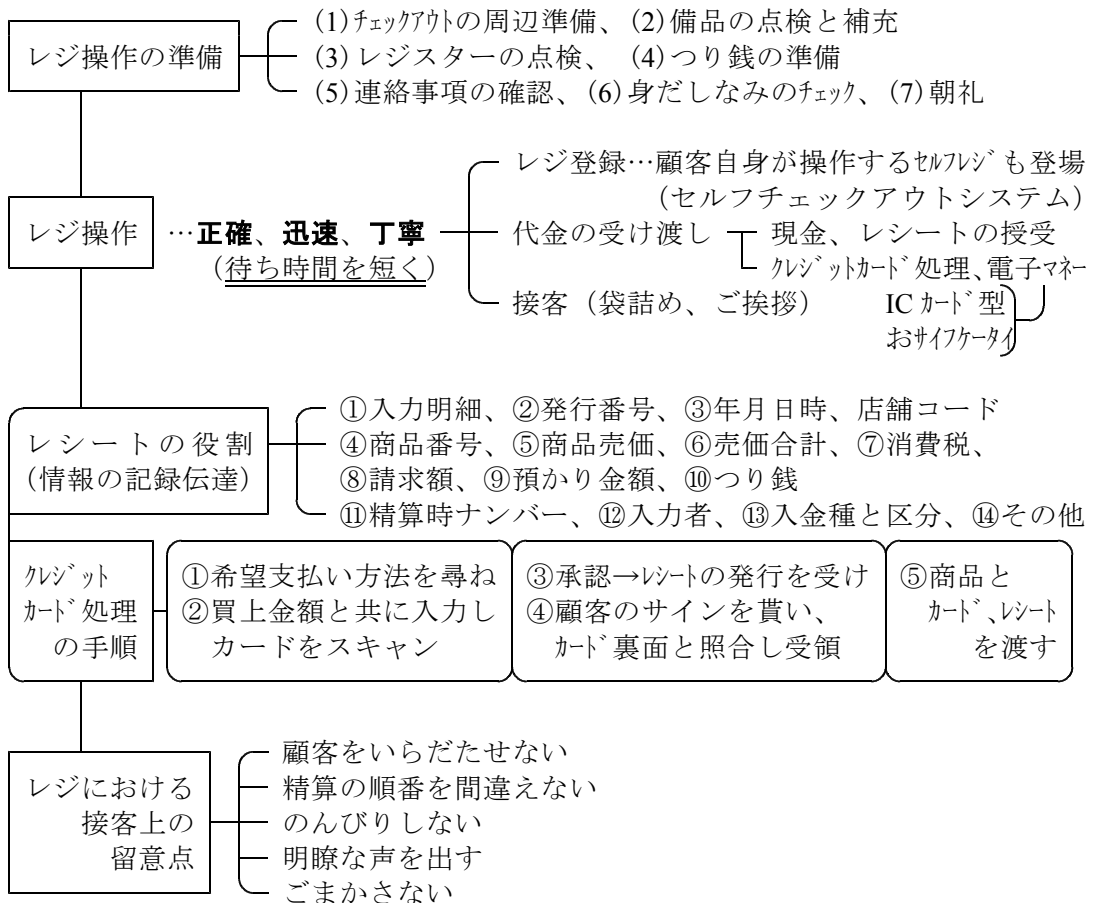 レジ操作の準備
(1)ﾁｪｯｸｱｳﾄの周辺準備、(2)備品の点検と補充
(3)レジスターの点検、 (4)つり銭の準備
(5)連絡事項の確認、(6)身だしなみのﾁｪｯｸ、(7)朝礼
レジ操作
…正確、迅速、丁寧
(待ち時間を短く)
レジ登録…顧客自身が操作するｾﾙﾌﾚｼﾞも登場
(セルフチェックアウトシステム)
代金の受け渡し
現金、レシートの授受
ｸﾚｼﾞｯﾄｶｰﾄﾞ処理、電子ﾏﾈｰ
接客（袋詰め、ご挨拶）
ICｶｰﾄﾞ型
おｻｲﾌｹｰﾀｲ
レシートの役割
(情報の記録伝達)
①入力明細、②発行番号、③年月日時、店舗コード
④商品番号、⑤商品売価、⑥売価合計、⑦消費税、
⑧請求額、⑨預かり金額、⑩つり銭
⑪精算時ナンバー、⑫入力者、⑬入金種と区分、⑭その他
ｸﾚｼﾞｯﾄ
ｶｰﾄﾞ処理
の手順
①希望支払い方法を尋ね
②買上金額と共に入力し
カードをスキャン
③承認→ﾚｼｰﾄの発行を受け
④顧客のサインを貰い、
ｶｰﾄﾞ裏面と照合し受領
⑤商品と
ｶｰﾄﾞ、ﾚｼｰﾄ
を渡す
レジにおける
接客上の
留意点
顧客をいらだたせない
精算の順番を間違えない
のんびりしない
明瞭な声を出す
ごまかさない